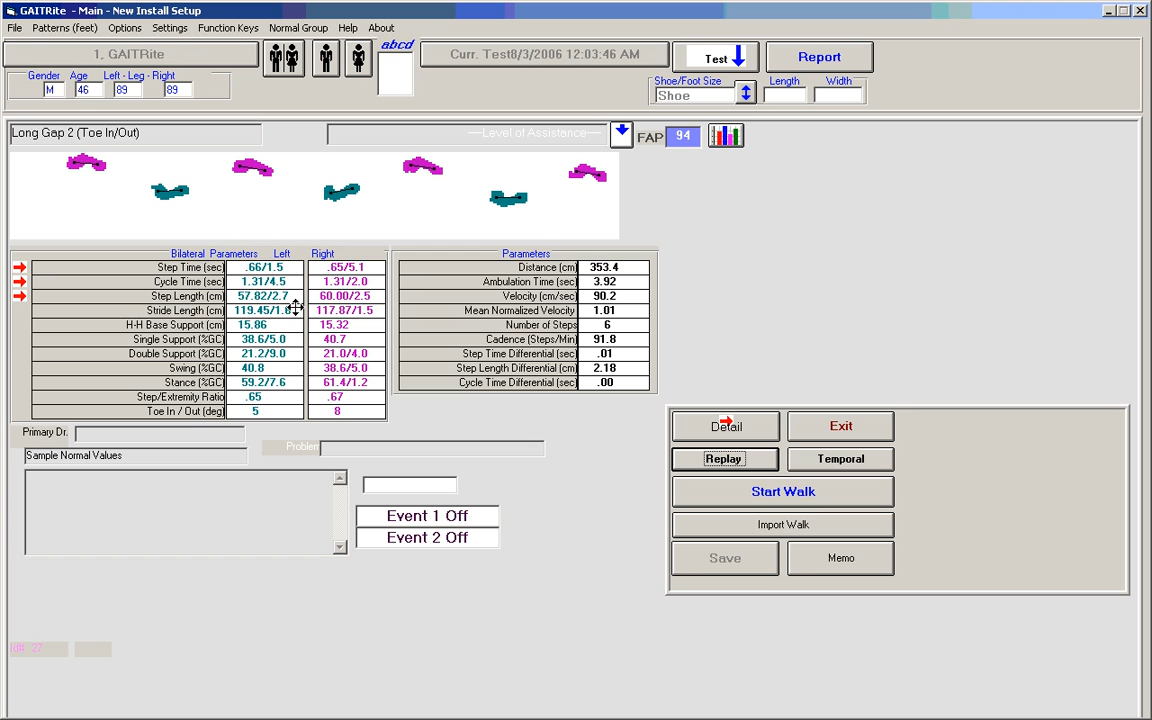 GAITRite - Main - New Install Setup
File Patterns (feet) Options Settings Function Keys Normal Group Help About
1, GAITRite
abcd
Curr. Test8/3/2006 12:03:46 AM
Test
Report
Gender Age Left - Leg - Right
M 46 89 89
Shoe/Foot Size Length Width
Shoe
Long Gap 2 (Toe In/Out)
---Level of Assistance---
FAP 94
Bilateral Parameters Left Right
Step Time (sec) .66/1.5 .65/5.1
Cycle Time (sec) 1.31/4.5 1.31/2.0
Step Length (cm) 57.82/2.7 60.00/2.5
Stride Length (cm) 119.45/1. 117.87/1.5
H-H Base Support (cm) 15.86 15.32
Single Support (%GC) 38.6/5.0 40.7
Double Support (%GC) 21.2/9.0 21.0/4.0
Swing (%GC) 40.8 38.6/5.0
Stance (%GC) 59.2/7.6 61.4/1.2
Step/Extremity Ratio .65 .67
Toe In / Out (deg) 5 8
Parameters
Distance (cm) 353.4
Ambulation Time (sec) 3.92
Velocity (cm/sec) 90.2
Mean Normalized Velocity 1.01
Number of Steps 6
Cadence (Steps/Min) 91.8
Step Time Differential (sec) .01
Step Length Differential (cm) 2.18
Cycle Time Differential (sec) .00
Primary Dr.
Problem
Sample Normal Values
Event 1 Off
Event 2 Off
Detail Exit
Replay Temporal
Start Walk
Import Walk
Save Memo
Id# 27